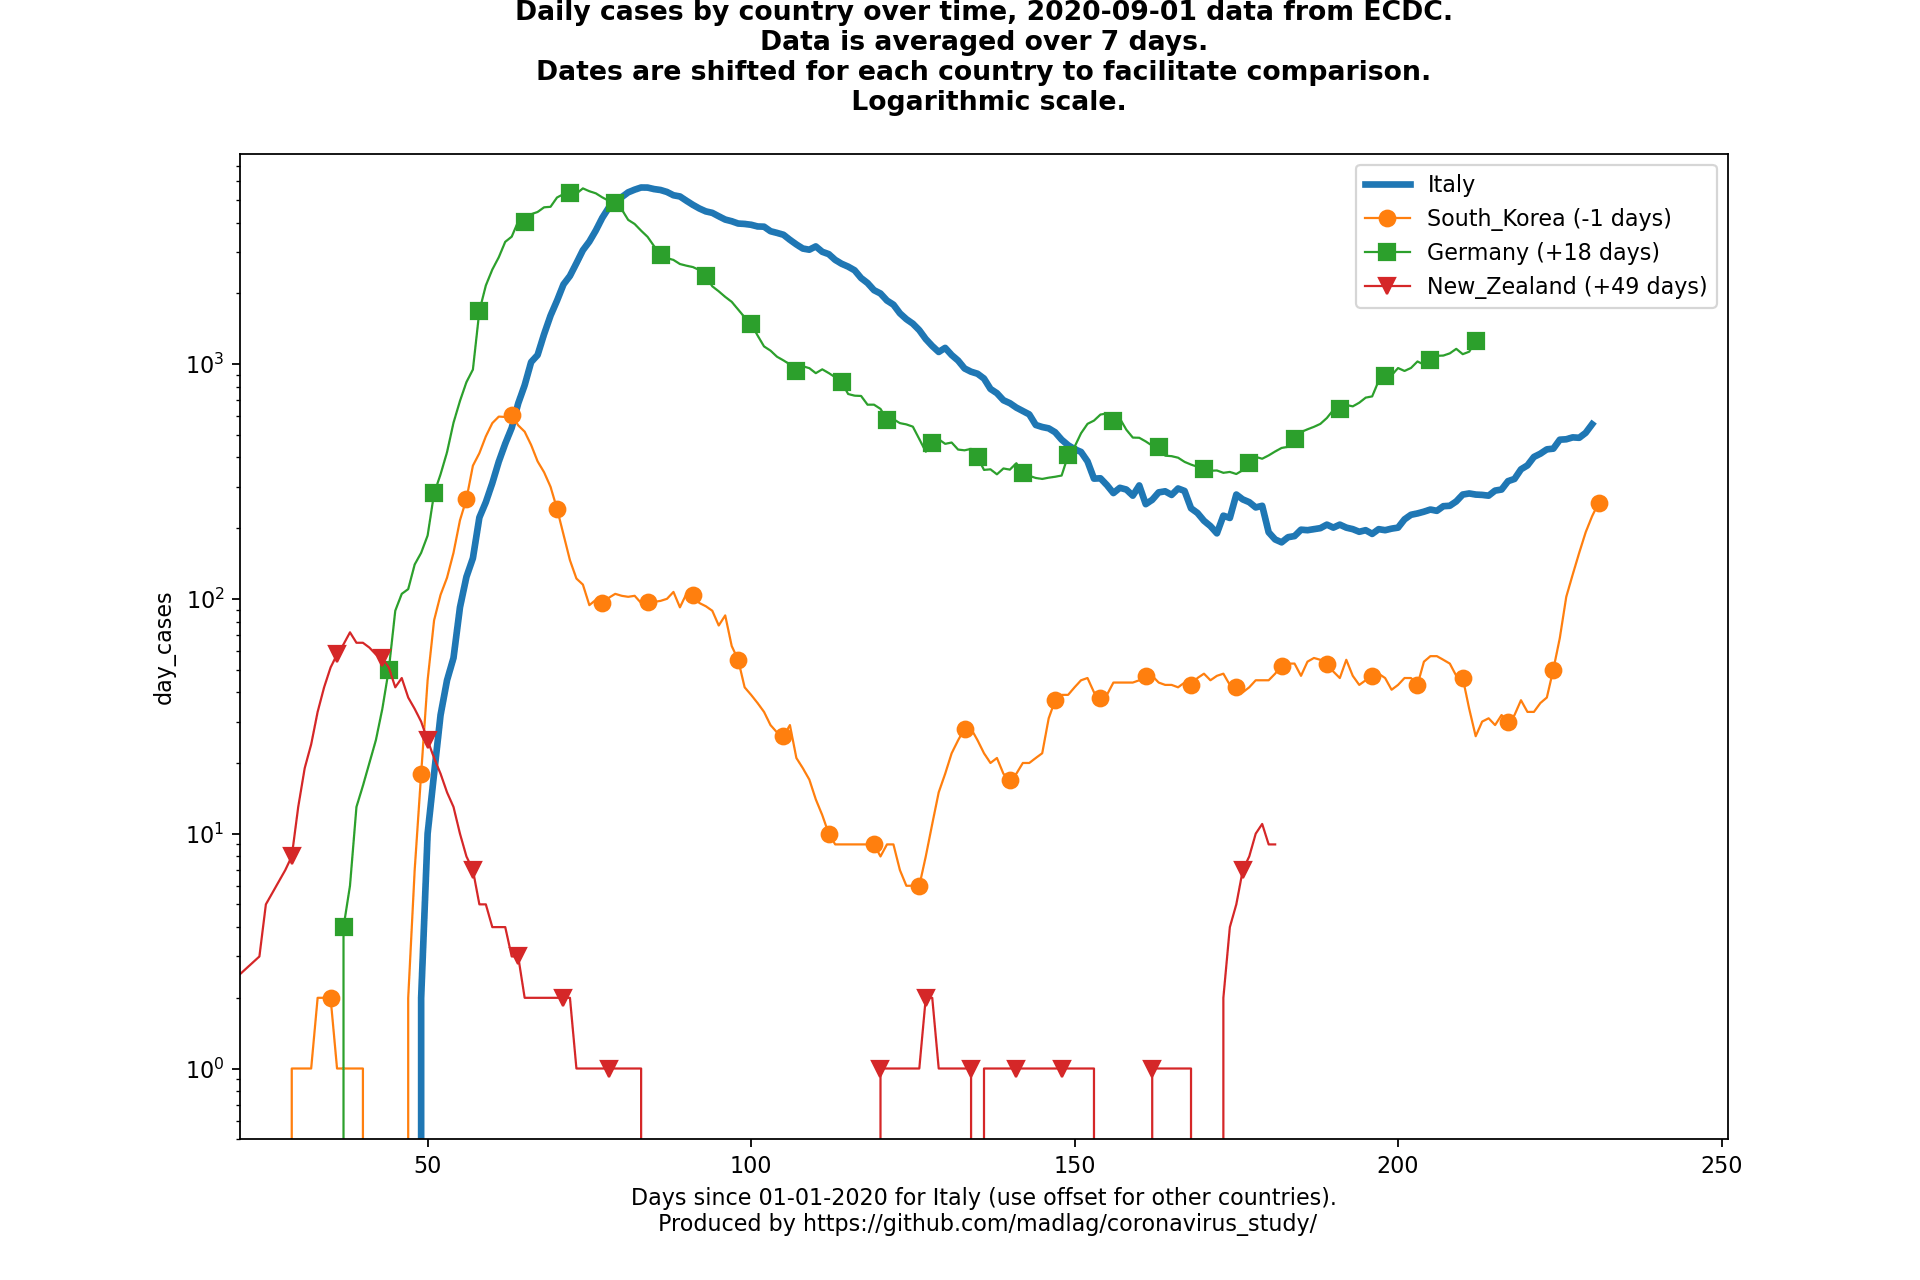 Daily cases by country over time, 2020-09-01 data from ECDC.
Data is averaged over 7 days.
Dates are shifted for each country to facilitate comparison.
Logarithmic scale.
Italy
South_Korea (-1 days)
Germany (+18 days)
New_Zealand (+49 days)
day_cases
10³
10²
10¹
10⁰
50
100
150
200
250
Days since 01-01-2020 for Italy (use offset for other countries).
Produced by https://github.com/madlag/coronavirus_study/